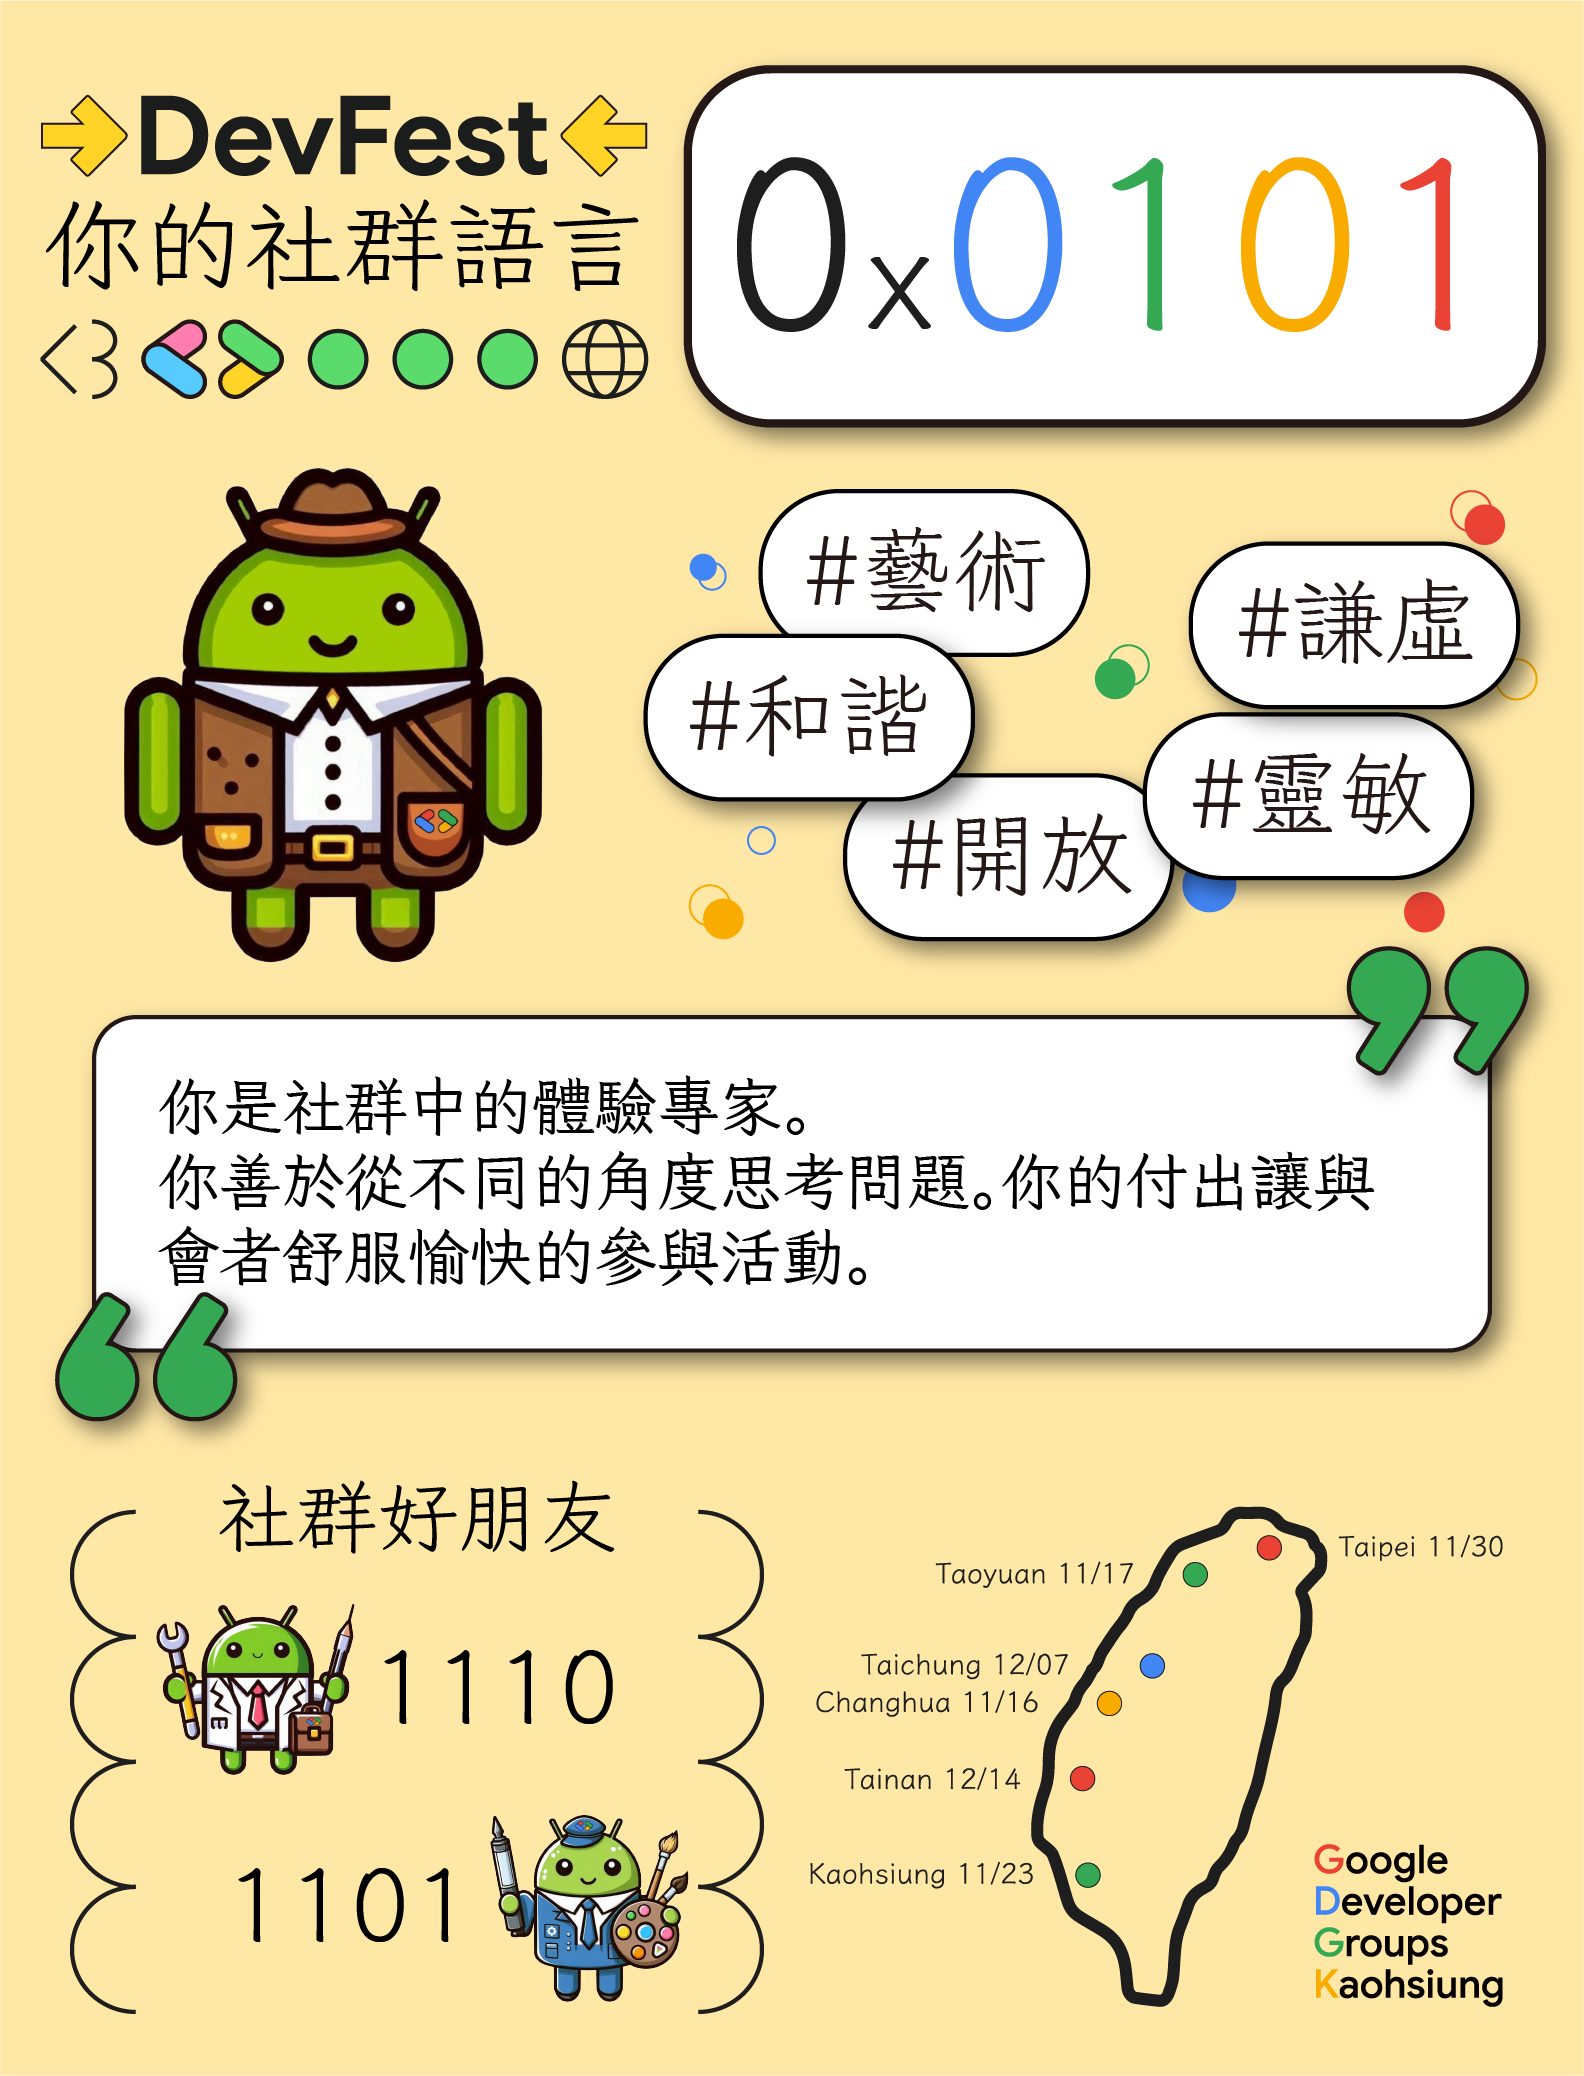 DevFest
你的社群語言
0x0101
#藝術
#謙虛
#和諧
#靈敏
#開放
你是社群中的體驗專家。
你善於從不同的角度思考問題。你的付出讓與
會者舒服愉快的參與活動。
社群好朋友
1110
1101
Taipei 11/30
Taoyuan 11/17
Taichung 12/07
Changhua 11/16
Tainan 12/14
Kaohsiung 11/23
Google
Developer
Groups
Kaohsiung